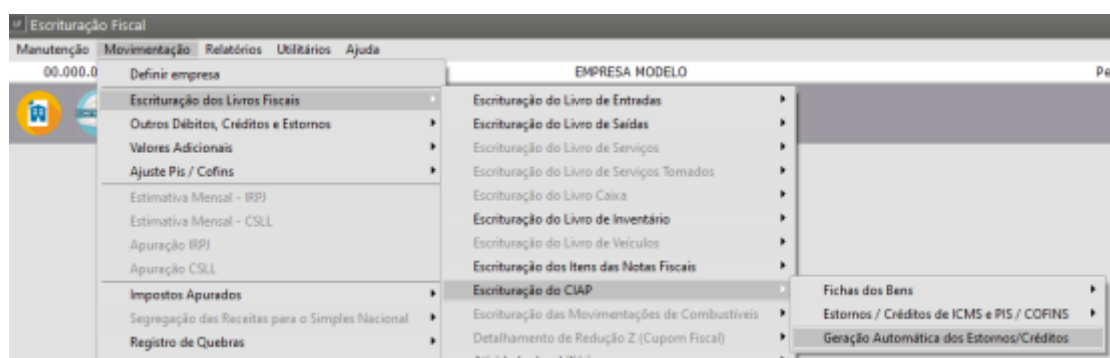 Escrituração Fiscal
Manutenção Movimentação Relatórios Utilitários Ajuda
00.000.0
EMPRESA MODELO
Pe
Definir empresa
Escrituração dos Livros Fiscais
Outros Débitos, Créditos e Estornos
Valores Adicionais
Ajuste Pis / Cofins
Estimativa Mensal - IRPJ
Estimativa Mensal - CSLL
Apuração IRPJ
Apuração CSLL
Impostos Apurados
Segregação das Receitas para o Simples Nacional
Registro de Quebras
Escrituração do Livro de Entradas
Escrituração do Livro de Saídas
Escrituração do Livro de Serviços
Escrituração do Livro de Serviços Tomados
Escrituração do Livro Caixa
Escrituração do Livro de Inventário
Escrituração do Livro de Veículos
Escrituração dos Itens das Notas Fiscais
Escrituração do CIAP
Escrituração das Movimentações de Combustíveis
Detalhamento de Redução Z (Cupom Fiscal)
Fichas dos Bens
Estornos / Créditos de ICMS e PIS / COFINS
Geração Automática dos Estornos/Créditos